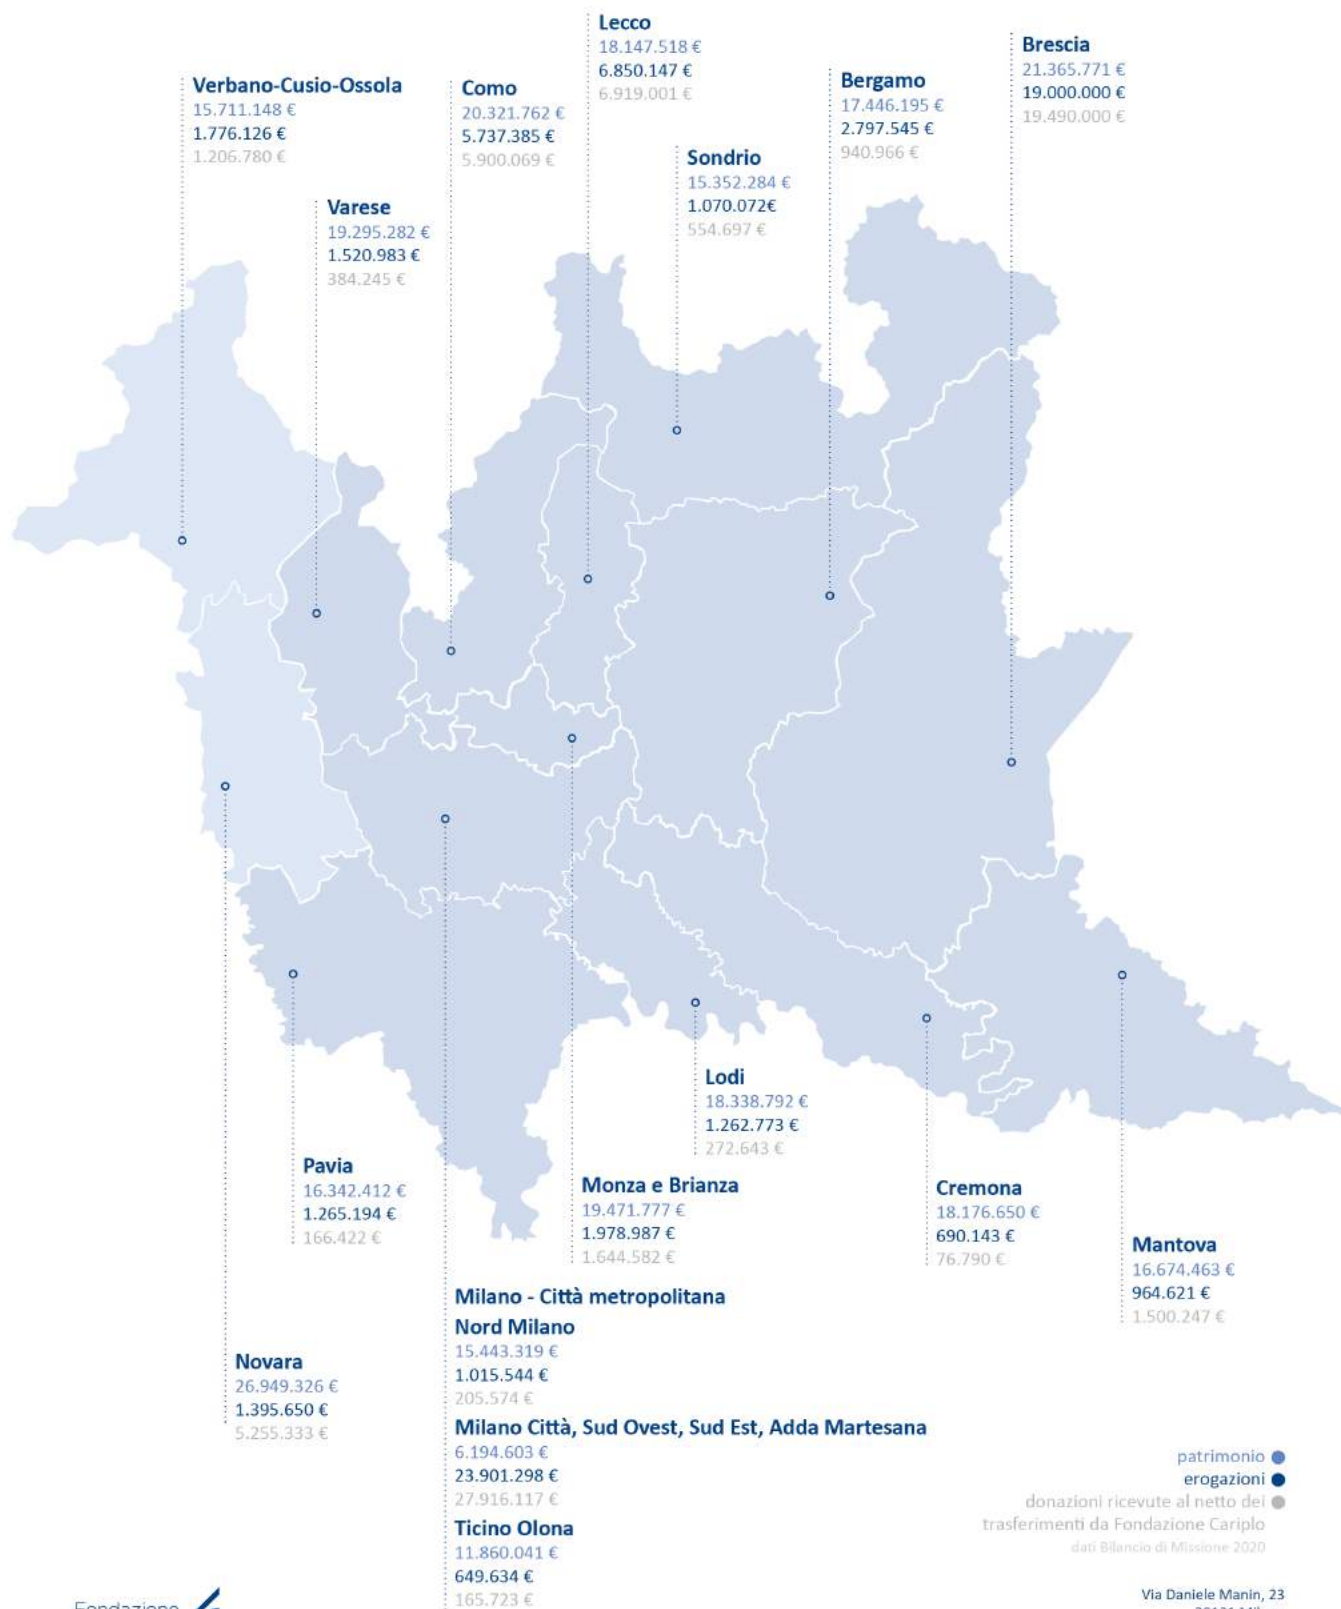 Lecco
18.147.518 €
6.850.147 €
6.919.001 €
Brescia
21.365.771 €
19.000.000 €
19.490.000 €
Verbano-Cusio-Ossola
15.711.148 €
1.776.126 €
1.206.780 €
Como
20.321.762 €
5.737.385 €
5.900.069 €
Bergamo
17.446.195 €
2.797.545 €
940.966 €
Sondrio
15.352.284 €
1.070.072€
554.697 €
Varese
19.295.282 €
1.520.983 €
384.245 €
Lodi
18.338.792 €
1.262.773 €
272.643 €
Pavia
16.342.412 €
1.265.194 €
166.422 €
Monza e Brianza
19.471.777 €
1.978.987 €
1.644.582 €
Cremona
18.176.650 €
690.143 €
76.790 €
Mantova
16.674.463 €
964.621 €
1.500.247 €
Milano - Città metropolitana
Nord Milano
15.443.319 €
1.015.544 €
205.574 €
Novara
26.949.326 €
1.395.650 €
5.255.333 €
Milano Città, Sud Ovest, Sud Est, Adda Martesana
6.194.603 €
23.901.298 €
27.916.117 €
Ticino Olona
11.860.041 €
649.634 €
165.723 €
patrimonio
erogazioni
donazioni ricevute al netto dei
trasferimenti da Fondazione Cariplo
dati Bilancio di Missione 2020
Fondazione
Via Daniele Manin, 23